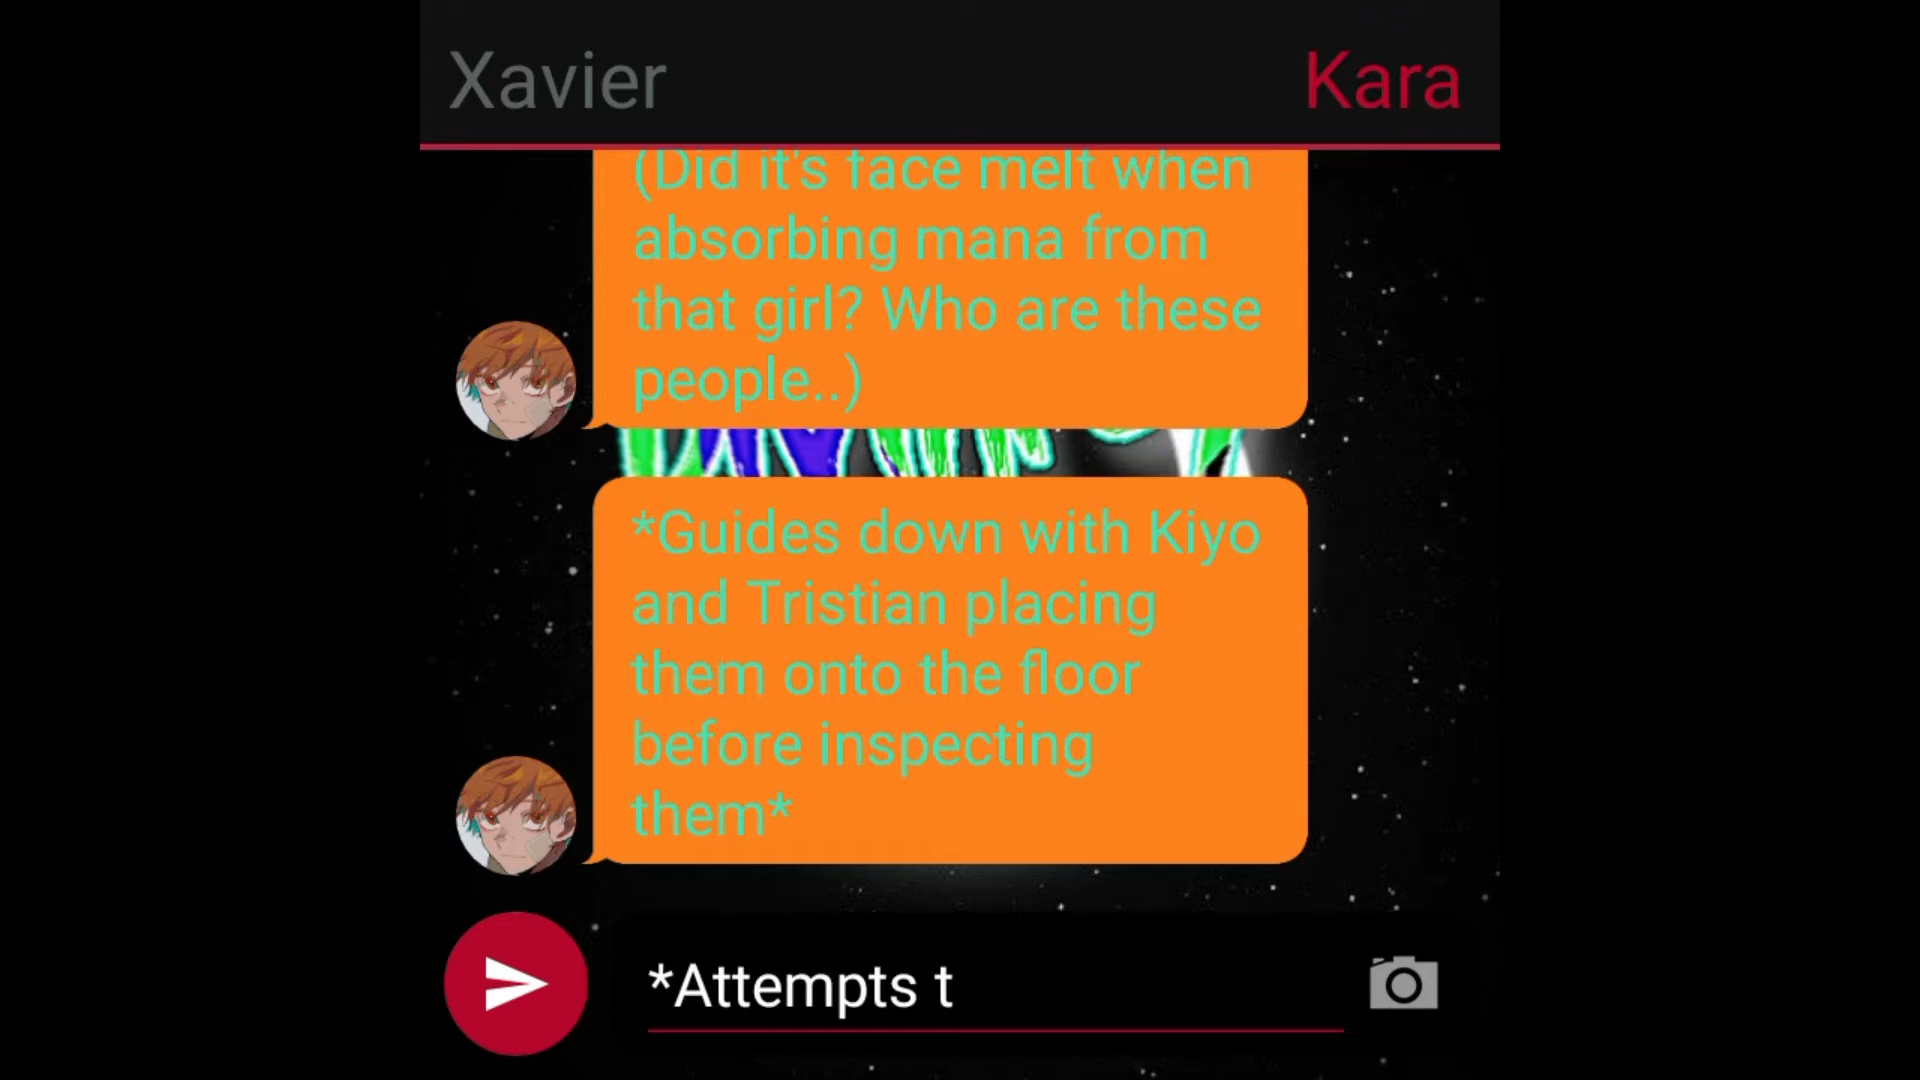 Xavier
Kara
(Did it's face melt when
absorbing mana from
that girl? Who are these
people..)
*Guides down with Kiyo
and Tristian placing
them onto the floor
before inspecting
them*
*Attempts t